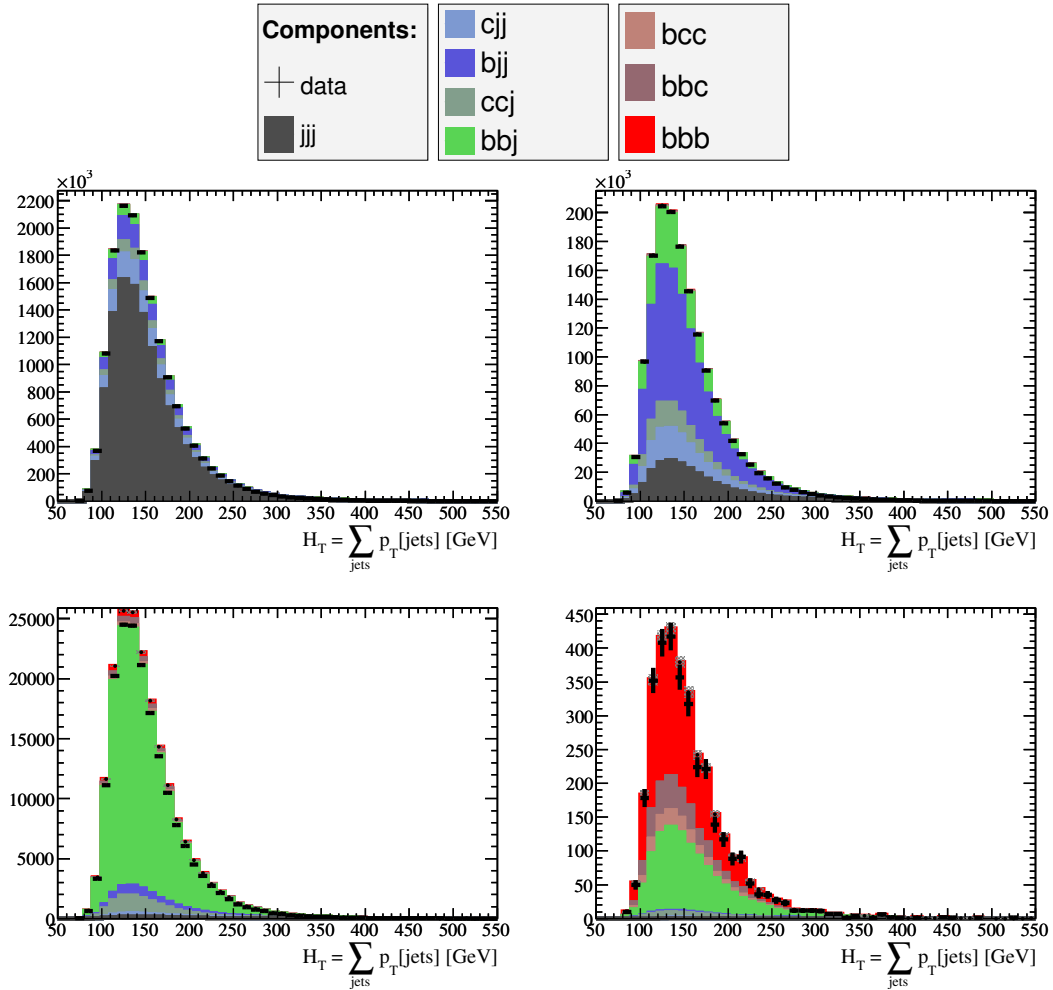 Components:
data
jjj
cjj
bjj
ccj
bbj
bcc
bbc
bbb
×10³
2200
2000
1800
1600
1400
1200
1000
800
600
400
200
0
50 100 150 200 250 300 350 400 450 500 550
H_T = ∑ p_T[jets] [GeV]
jets
×10³
200
180
160
140
120
100
80
60
40
20
0
50 100 150 200 250 300 350 400 450 500 550
H_T = ∑ p_T[jets] [GeV]
jets
25000
20000
15000
10000
5000
0
50 100 150 200 250 300 350 400 450 500 550
H_T = ∑ p_T[jets] [GeV]
jets
450
400
350
300
250
200
150
100
50
0
50 100 150 200 250 300 350 400 450 500 550
H_T = ∑ p_T[jets] [GeV]
jets